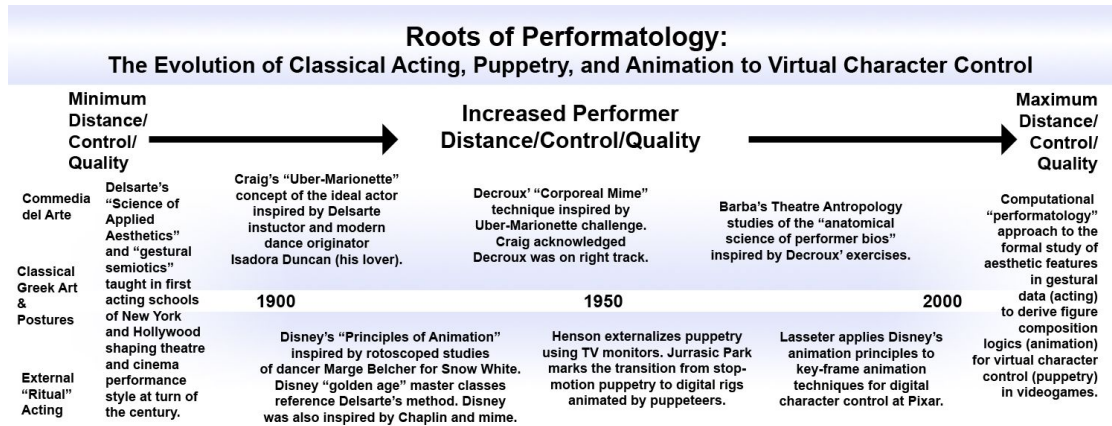 Roots of Performatology:
The Evolution of Classical Acting, Puppetry, and Animation to Virtual Character Control
Minimum
Distance/
Control/
Quality
Increased Performer
Distance/Control/Quality
Maximum
Distance/
Control/
Quality
Commedia
del Arte
Classical
Greek Art
&
Postures
External
“Ritual”
Acting
Delsarte’s
“Science of
Applied
Aesthetics”
and “gestural
semiotics”
taught in first
acting schools
of New York
and Hollywood
shaping theatre
and cinema
performance
style at turn of
the century.
Craig’s “Uber-Marionette”
concept of the ideal actor
inspired by Delsarte
instuctor and modern
dance originator
Isadora Duncan (his lover).
Decroux’ “Corporeal Mime”
technique inspired by
Uber-Marionette challenge.
Craig acknowledged
Decroux was on right track.
Barba’s Theatre Antropology
studies of the “anatomical
science of performer bios”
inspired by Decroux’ exercises.
1900
1950
2000
Disney’s “Principles of Animation”
inspired by rotoscoped studies
of dancer Marge Belcher for Snow White.
Disney “golden age” master classes
reference Delsarte’s method. Disney
was also inspired by Chaplin and mime.
Henson externalizes puppetry
using TV monitors. Jurrasic Park
marks the transition from stop-
motion puppetry to digital rigs
animated by puppeteers.
Lasseter applies Disney’s
animation principles to
key-frame animation
techniques for digital
character control at Pixar.
Computational
“performatology”
approach to the
formal study of
aesthetic features
in gestural
data (acting)
to derive figure
composition
logics (animation)
for virtual character
control (puppetry)
in videogames.